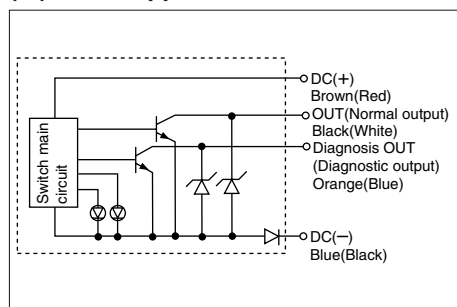 DC(+)
Brown(Red)
OUT(Normal output)
Black(White)
Diagnosis OUT
(Diagnostic output)
Orange(Blue)
Switch main
circuit
DC(−)
Blue(Black)